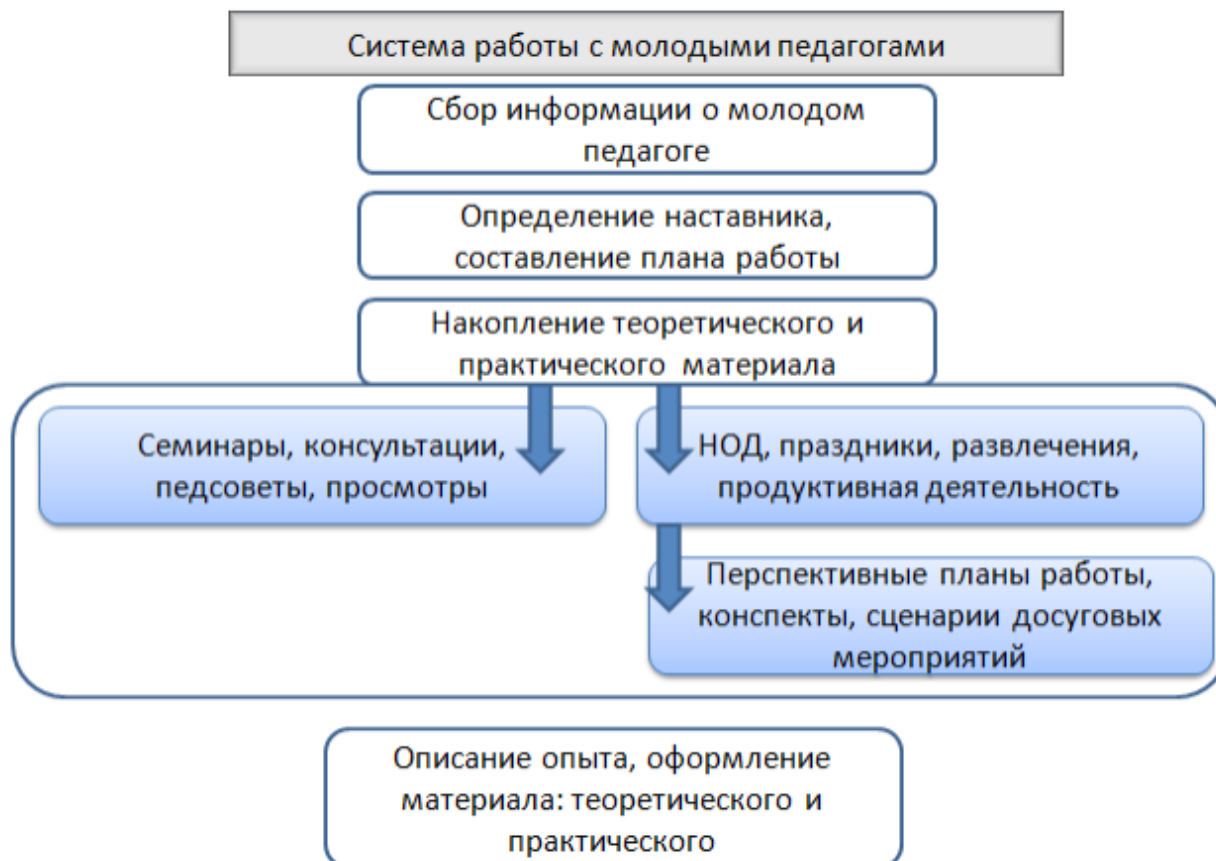 Система работы с молодыми педагогами
Сбор информации о молодом
педагоге
Определение наставника,
составление плана работы
Накопление теоретического и
практического материала
Семинары, консультации,
педсоветы, просмотры
НОД, праздники, развлечения,
продуктивная деятельность
Перспективные планы работы,
конспекты, сценарии досуговых
мероприятий
Описание опыта, оформление
материала: теоретического и
практического